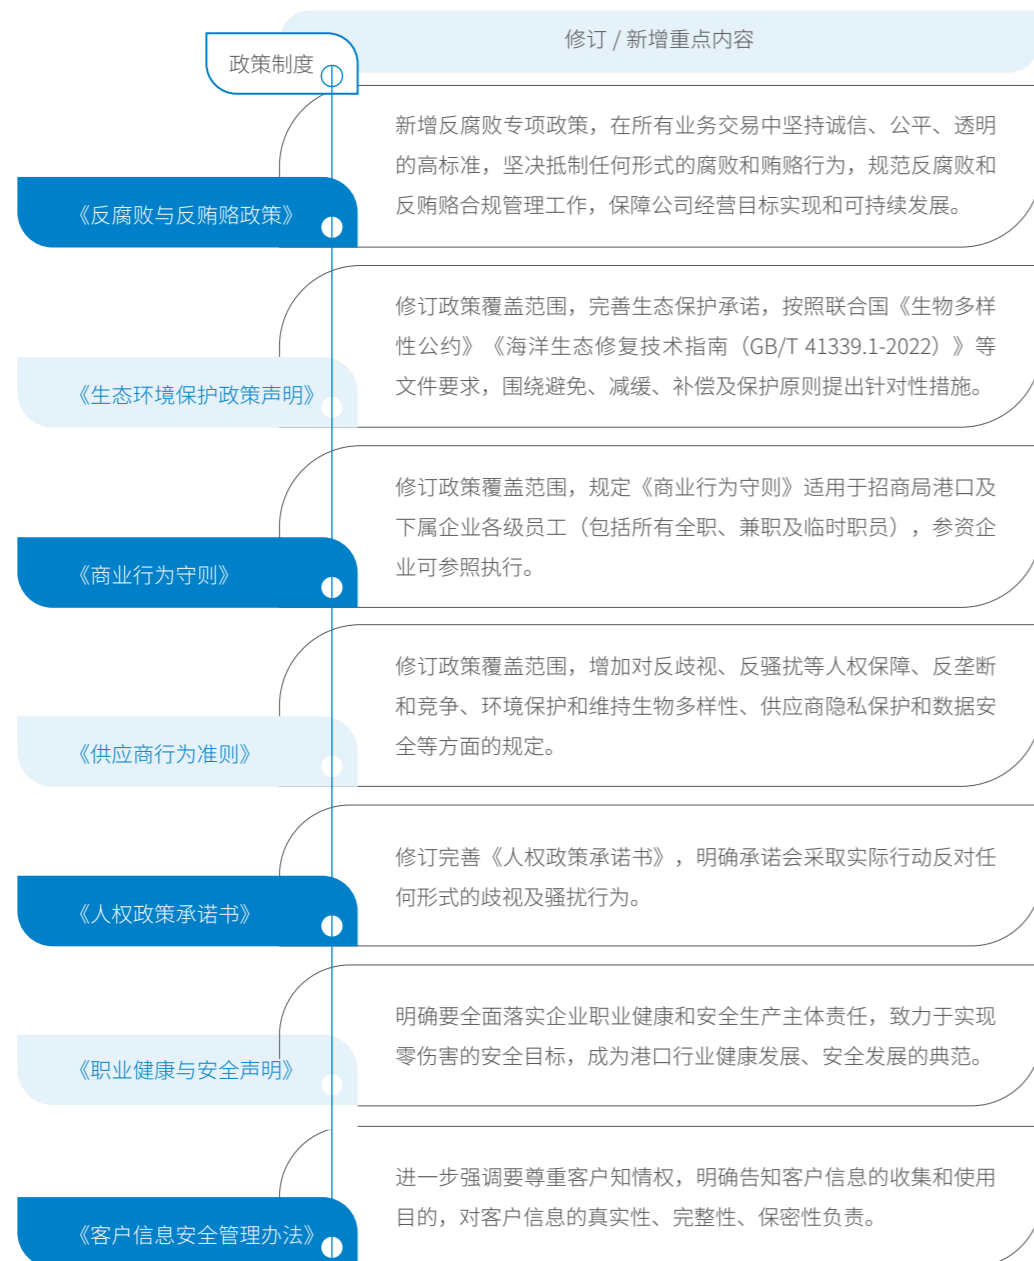 修订 / 新增重点内容
政策制度
新增反腐败专项政策，在所有业务交易中坚持诚信、公平、透明
的高标准，坚决抵制任何形式的腐败和贿赂行为，规范反腐败和
反贿赂合规管理工作，保障公司经营目标实现和可持续发展。
《反腐败与反贿赂政策》
修订政策覆盖范围，完善生态保护承诺，按照联合国《生物多样
性公约》《海洋生态修复技术指南（GB/T 41339.1-2022）》等
文件要求，围绕避免、减缓、补偿及保护原则提出针对性措施。
《生态环境保护政策声明》
修订政策覆盖范围，规定《商业行为守则》适用于招商局港口及
下属企业各级员工（包括所有全职、兼职及临时职员），参资企
业可参照执行。
《商业行为守则》
修订政策覆盖范围，增加对反歧视、反骚扰等人权保障、反垄断
和竞争、环境保护和维持生物多样性、供应商隐私保护和数据安
全等方面的规定。
《供应商行为准则》
修订完善《人权政策承诺书》，明确承诺会采取实际行动反对任
何形式的歧视及骚扰行为。
《人权政策承诺书》
明确要全面落实企业职业健康和安全生产主体责任，致力于实现
零伤害的安全目标，成为港口行业健康发展、安全发展的典范。
《职业健康与安全声明》
进一步强调要尊重客户知情权，明确告知客户信息的收集和使用
目的，对客户信息的真实性、完整性、保密性负责。
《客户信息安全管理办法》